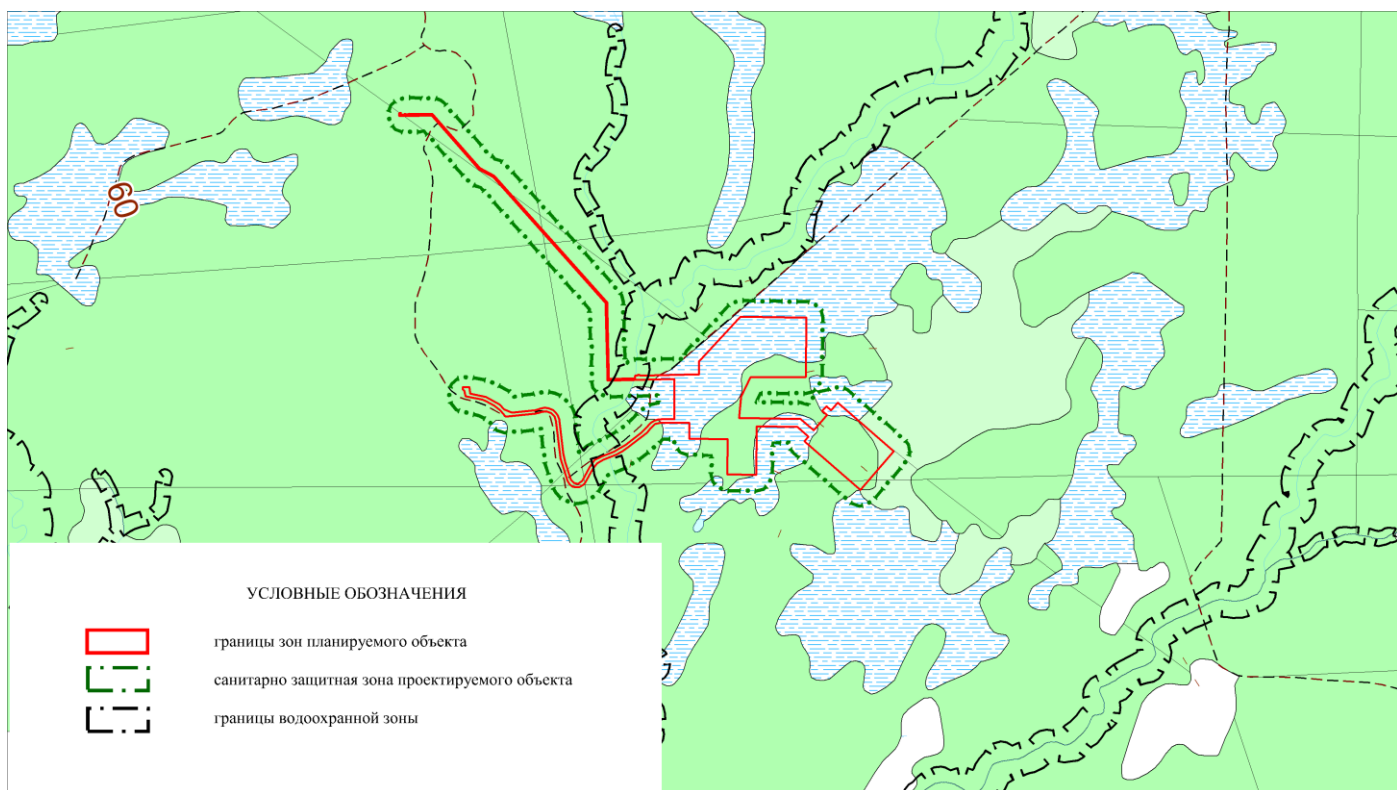 60
УСЛОВНЫЕ ОБОЗНАЧЕНИЯ
границы зон планируемого объекта
санитарно защитная зона проектируемого объекта
границы водоохранной зоны